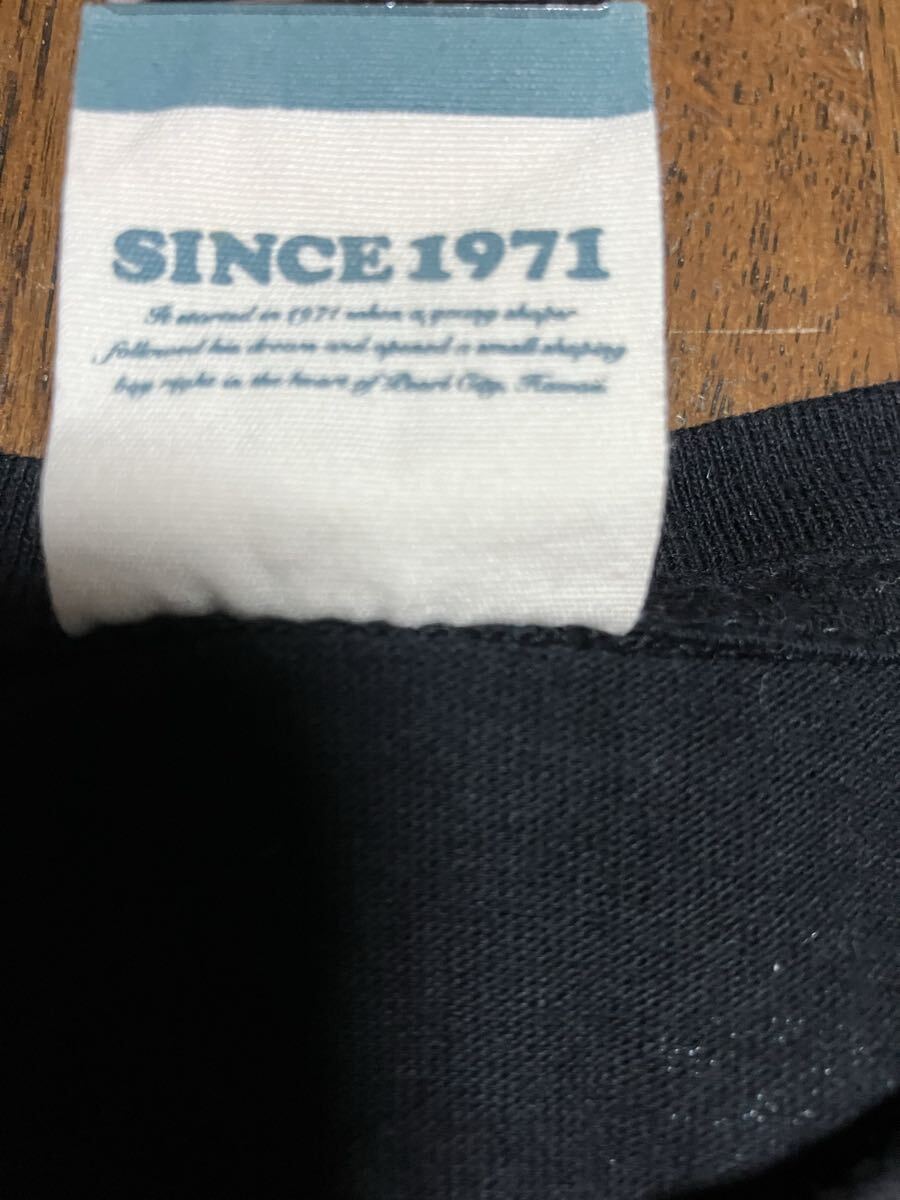 SINCE 1971
It started in 1971 when a young shaper
followed his dream and opened a small shaping
bay right in the heart of Pearl City, Hawaii